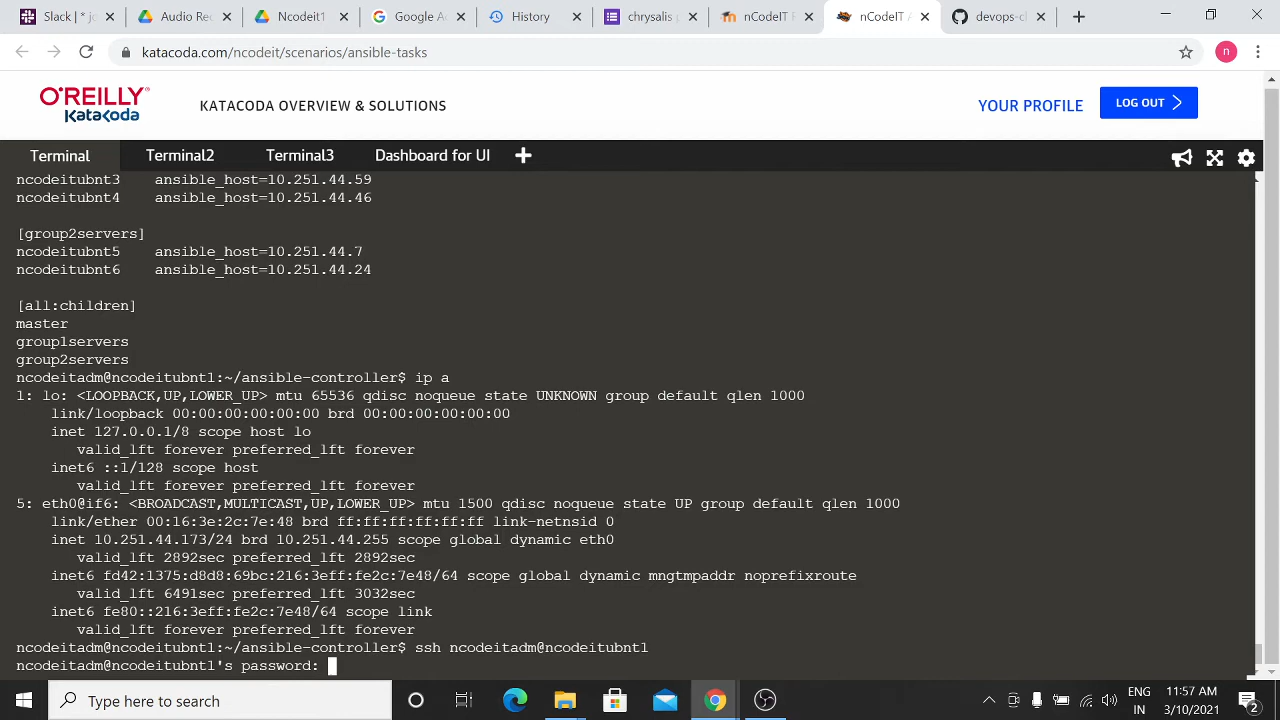 Slack | * jc
Audio Rec
Ncodeit1
Google Ac
History
chrysalis p
nCodeIT F
nCodeIT A
devops-cl
katacoda.com/ncodeit/scenarios/ansible-tasks
n
O'REILLY
Katacoda
KATACODA OVERVIEW & SOLUTIONS
YOUR PROFILE
LOG OUT
Terminal
Terminal2
Terminal3
Dashboard for UI
ncodeitubnt3 ansible_host=10.251.44.59
ncodeitubnt4 ansible_host=10.251.44.46
[group2servers]
ncodeitubnt5 ansible_host=10.251.44.7
ncodeitubnt6 ansible_host=10.251.44.24
[all:children]
master
group1servers
group2servers
ncodeitadm@ncodeitubnt1:~/ansible-controller$ ip a
1: lo: <LOOPBACK,UP,LOWER_UP> mtu 65536 qdisc noqueue state UNKNOWN group default qlen 1000
link/loopback 00:00:00:00:00:00 brd 00:00:00:00:00:00
inet 127.0.0.1/8 scope host lo
valid_lft forever preferred_lft forever
inet6 ::1/128 scope host
valid_lft forever preferred_lft forever
5: eth0@if6: <BROADCAST,MULTICAST,UP,LOWER_UP> mtu 1500 qdisc noqueue state UP group default qlen 1000
link/ether 00:16:3e:2c:7e:48 brd ff:ff:ff:ff:ff:ff link-netnsid 0
inet 10.251.44.173/24 brd 10.251.44.255 scope global dynamic eth0
valid_lft 2892sec preferred_lft 2892sec
inet6 fd42:1375:d8d8:69bc:216:3eff:fe2c:7e48/64 scope global dynamic mngtmpaddr noprefixroute
valid_lft 6491sec preferred_lft 3032sec
inet6 fe80::216:3eff:fe2c:7e48/64 scope link
valid_lft forever preferred_lft forever
ncodeitadm@ncodeitubnt1:~/ansible-controller$ ssh ncodeitadm@ncodeitubnt1
ncodeitadm@ncodeitubnt1's password:
Type here to search
ENG
IN
11:57 AM
3/10/2021
2